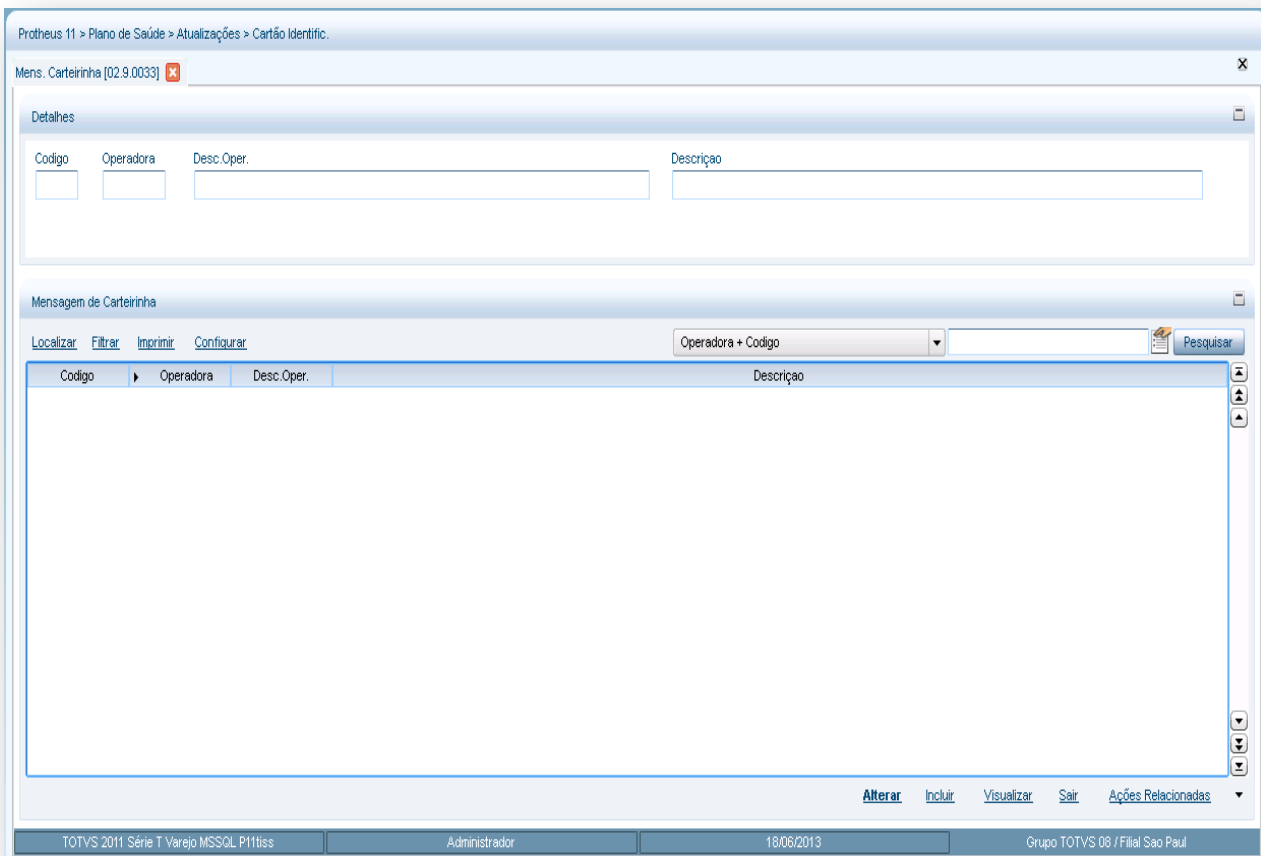 Protheus 11 > Plano de Saúde > Atualizações > Cartão Identific.
Mens. Carteirinha [02.9.0033]
Detalhes
Codigo Operadora Desc.Oper. Descriçao
Mensagem de Carteirinha
Localizar Filtrar Imprimir Configurar Operadora + Codigo Pesquisar
Codigo Operadora Desc.Oper. Descriçao
Alterar Incluir Visualizar Sair Ações Relacionadas
TOTVS 2011 Série T Varejo MSSQL P11tiss Administrador 18/06/2013 Grupo TOTVS 08 / Filial Sao Paul